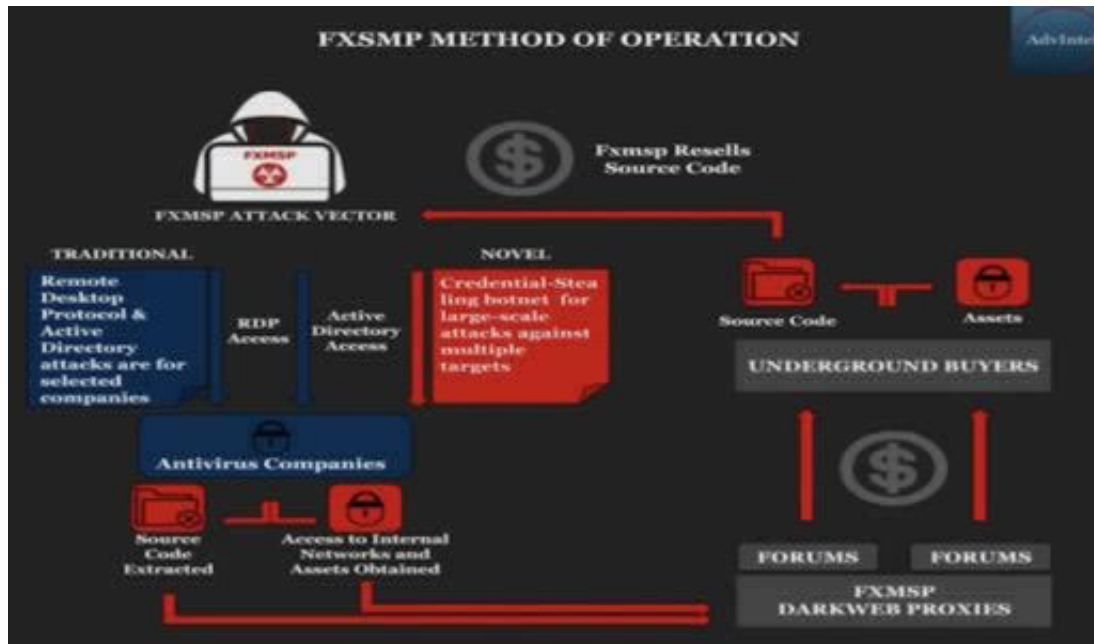 FXSMP METHOD OF OPERATION
AdvIntel
FXMSP
Fxmsp Resells
Source Code
FXMSP ATTACK VECTOR
TRADITIONAL
Remote
Desktop
Protocol &
Active
Directory
attacks are for
selected
companies
RDP
Access
Active
Directory
Access
NOVEL
Credential-Stea
ling botnet for
large-scale
attacks against
multiple
targets
Antivirus Companies
Source
Code
Extracted
Access to Internal
Networks and
Assets Obtained
Source Code
Assets
UNDERGROUND BUYERS
FORUMS
FORUMS
FXMSP
DARKWEB PROXIES